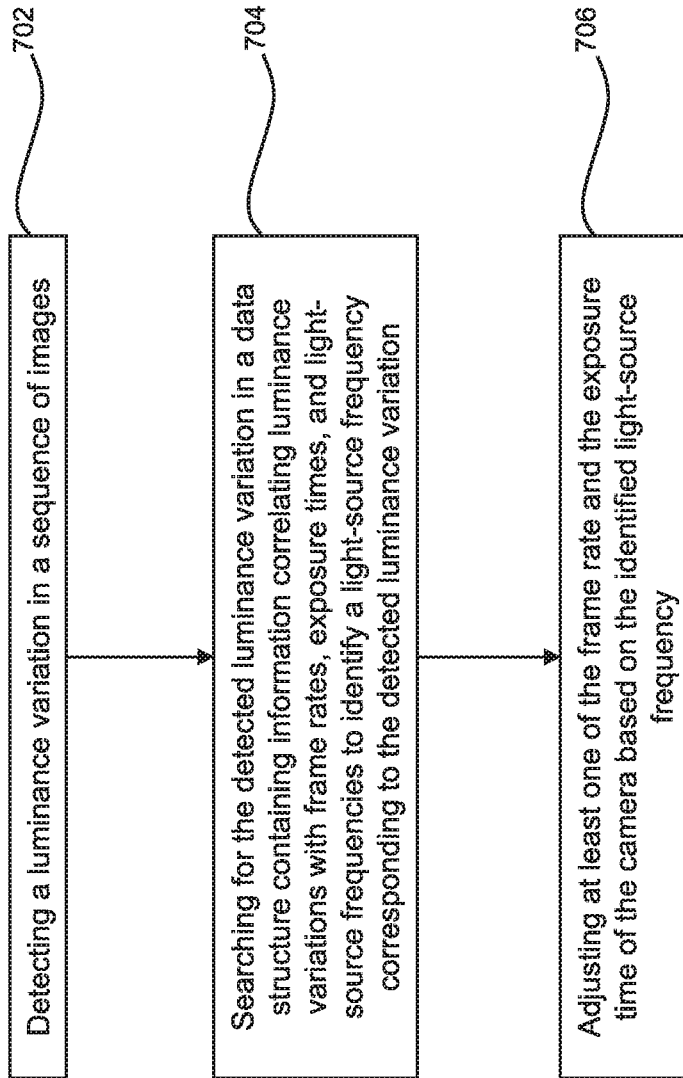 702
Detecting a luminance variation in a sequence of images
704
Searching for the detected luminance variation in a data
structure containing information correlating luminance
variations with frame rates, exposure times, and light-
source frequencies to identify a light-source frequency
corresponding to the detected luminance variation
706
Adjusting at least one of the frame rate and the exposure
time of the camera based on the identified light-source
frequency